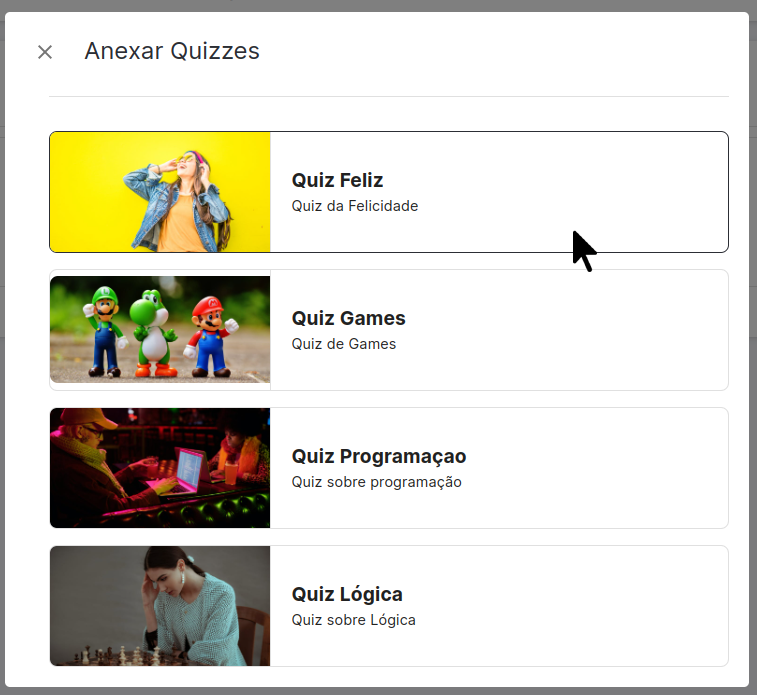 Anexar Quizzes
Quiz Feliz
Quiz da Felicidade
Quiz Games
Quiz de Games
Quiz Programaçao
Quiz sobre programação
Quiz Lógica
Quiz sobre Lógica